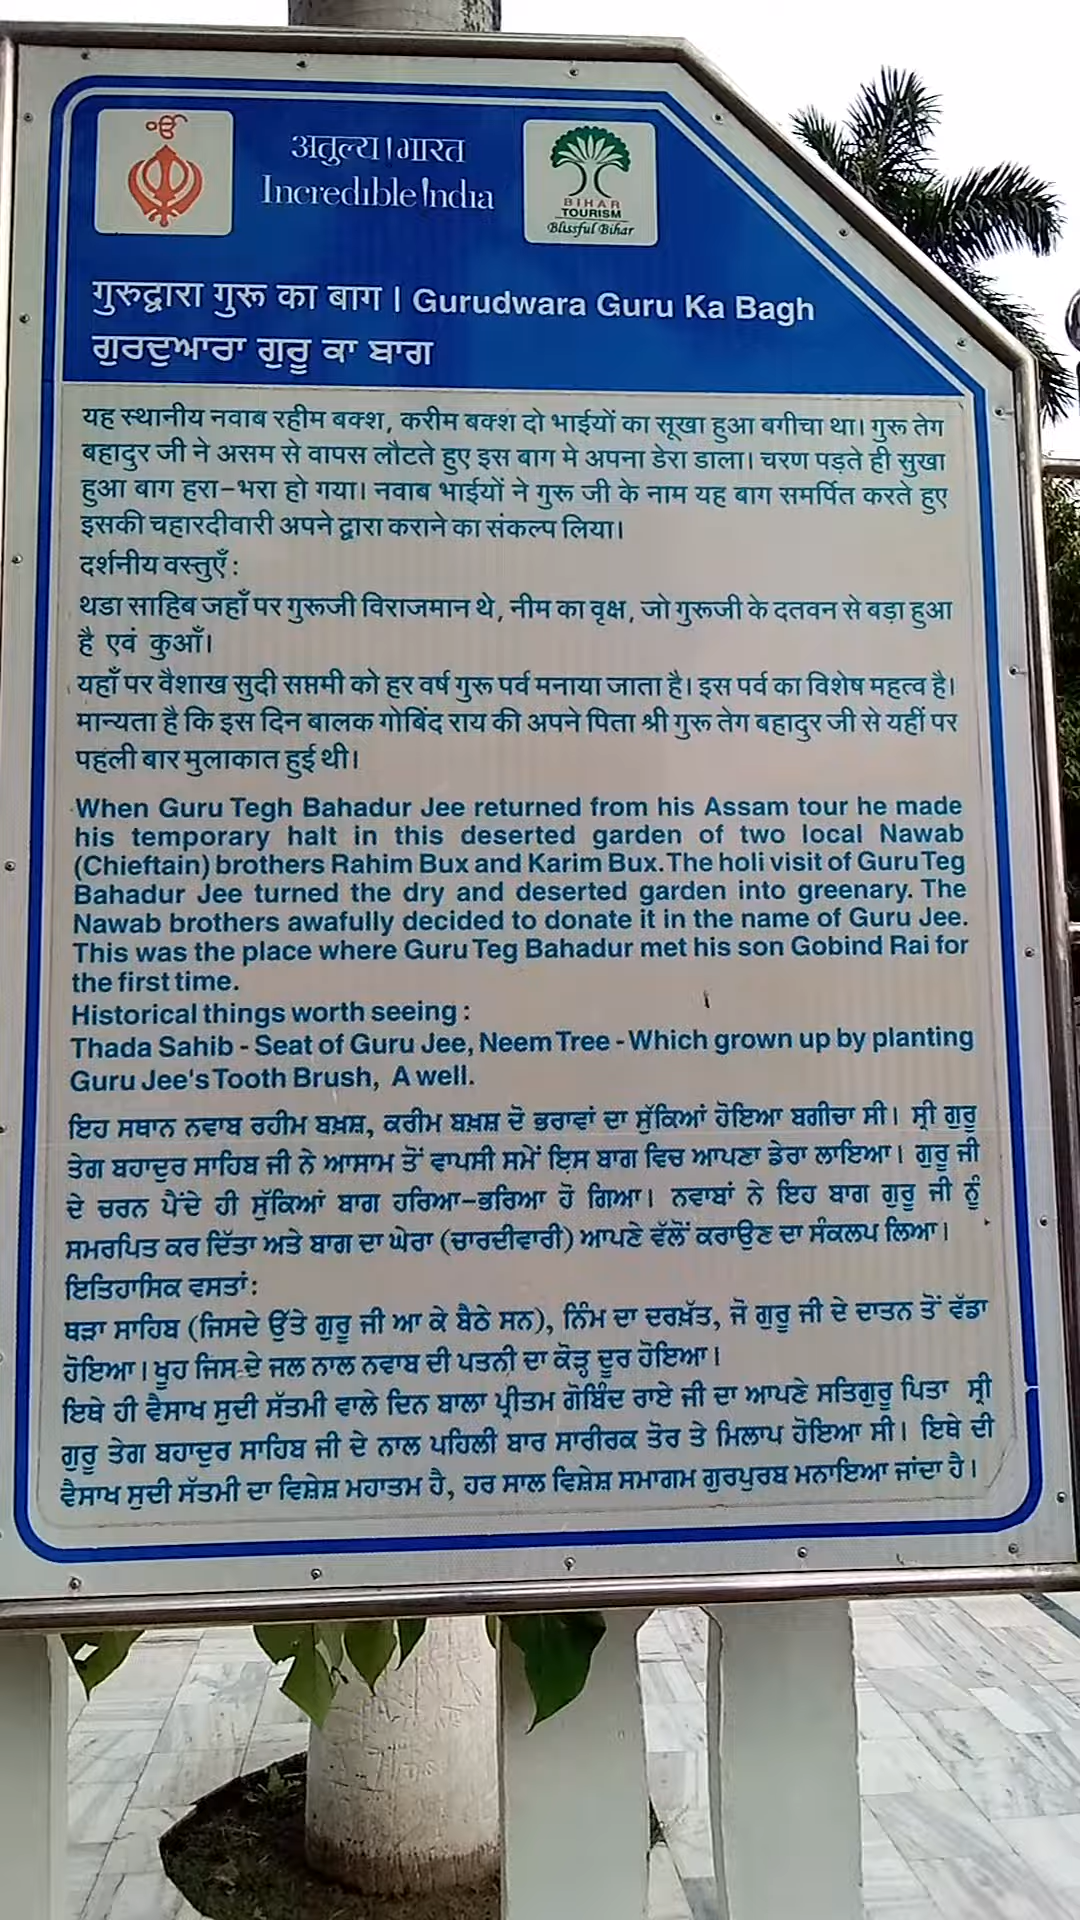 ੴ
अतुल्य ! भारत
Incredible !ndia
BIHAR
TOURISM
Blissful Bihar
गुरुद्वारा गुरू का बाग | Gurudwara Guru Ka Bagh
ਗੁਰਦੁਆਰਾ ਗੁਰੂ ਕਾ ਬਾਗ
यह स्थानीय नवाब रहीम बक्श, करीम बक्श दो भाईयों का सूखा हुआ बगीचा था। गुरू तेग
बहादुर जी ने असम से वापस लौटते हुए इस बाग मे अपना डेरा डाला। चरण पड़ते ही सुखा
हुआ बाग हरा-भरा हो गया। नवाब भाईयों ने गुरू जी के नाम यह बाग समर्पित करते हुए
इसकी चहारदीवारी अपने द्वारा कराने का संकल्प लिया।
दर्शनीय वस्तुएँ :
थडा साहिब जहाँ पर गुरूजी विराजमान थे, नीम का वृक्ष, जो गुरूजी के दतवन से बड़ा हुआ
है एवं कुआँ।
यहाँ पर वैशाख सुदी सप्तमी को हर वर्ष गुरू पर्व मनाया जाता है। इस पर्व का विशेष महत्व है।
मान्यता है कि इस दिन बालक गोबिंद राय की अपने पिता श्री गुरू तेग बहादुर जी से यहीं पर
पहली बार मुलाकात हुई थी।
When Guru Tegh Bahadur Jee returned from his Assam tour he made
his temporary halt in this deserted garden of two local Nawab
(Chieftain) brothers Rahim Bux and Karim Bux. The holi visit of Guru Teg
Bahadur Jee turned the dry and deserted garden into greenary. The
Nawab brothers awafully decided to donate it in the name of Guru Jee.
This was the place where Guru Teg Bahadur met his son Gobind Rai for
the first time.
Historical things worth seeing :
Thada Sahib - Seat of Guru Jee, Neem Tree - Which grown up by planting
Guru Jee's Tooth Brush, A well.
ਇਹ ਸਥਾਨ ਨਵਾਬ ਰਹੀਮ ਬਖ਼ਸ਼, ਕਰੀਮ ਬਖ਼ਸ਼ ਦੋ ਭਰਾਵਾਂ ਦਾ ਸੁੱਕਿਆਂ ਹੋਇਆ ਬਗੀਚਾ ਸੀ। ਸ੍ਰੀ ਗੁਰੂ
ਤੇਗ ਬਹਾਦੁਰ ਸਾਹਿਬ ਜੀ ਨੇ ਆਸਾਮ ਤੋਂ ਵਾਪਸੀ ਸਮੇਂ ਇਸ ਬਾਗ ਵਿਚ ਆਪਣਾ ਡੇਰਾ ਲਾਇਆ। ਗੁਰੂ ਜੀ
ਦੇ ਚਰਨ ਪੈਂਦੇ ਹੀ ਸੁੱਕਿਆਂ ਬਾਗ ਹਰਿਆ-ਭਰਿਆ ਹੋ ਗਿਆ। ਨਵਾਬਾਂ ਨੇ ਇਹ ਬਾਗ ਗੁਰੂ ਜੀ ਨੂੰ
ਸਮਰਪਿਤ ਕਰ ਦਿੱਤਾ ਅਤੇ ਬਾਗ ਦਾ ਘੇਰਾ (ਚਾਰਦੀਵਾਰੀ) ਆਪਣੇ ਵੱਲੋਂ ਕਰਾਉਣ ਦਾ ਸੰਕਲਪ ਲਿਆ।
ਇਤਿਹਾਸਿਕ ਵਸਤਾਂ :
ਥੜਾ ਸਾਹਿਬ (ਜਿਸਦੇ ਉੱਤੇ ਗੁਰੂ ਜੀ ਆ ਕੇ ਬੈਠੇ ਸਨ), ਨਿੰਮ ਦਾ ਦਰਖ਼ੱਤ, ਜੋ ਗੁਰੂ ਜੀ ਦੇ ਦਾਤਨ ਤੋਂ ਵੱਡਾ
ਹੋਇਆ। ਖੂਹ ਜਿਸ ਦੇ ਜਲ ਨਾਲ ਨਵਾਬ ਦੀ ਪਤਨੀ ਦਾ ਕੋੜ੍ਹ ਦੂਰ ਹੋਇਆ।
ਇਥੇ ਹੀ ਵੈਸਾਖ ਸੁਦੀ ਸੱਤਮੀ ਵਾਲੇ ਦਿਨ ਬਾਲਾ ਪ੍ਰੀਤਮ ਗੋਬਿੰਦ ਰਾਏ ਜੀ ਦਾ ਆਪਣੇ ਸਤਿਗੁਰੂ ਪਿਤਾ ਸ੍ਰੀ
ਗੁਰੂ ਤੇਗ ਬਹਾਦੁਰ ਸਾਹਿਬ ਜੀ ਦੇ ਨਾਲ ਪਹਿਲੀ ਬਾਰ ਸਾਰੀਰਕ ਤੋਰ ਤੇ ਮਿਲਾਪ ਹੋਇਆ ਸੀ। ਇਥੇ ਦੀ
ਵੈਸਾਖ ਸੁਦੀ ਸੱਤਮੀ ਦਾ ਵਿਸ਼ੇਸ਼ ਮਹਾਤਮ ਹੈ, ਹਰ ਸਾਲ ਵਿਸ਼ੇਸ਼ ਸਮਾਗਮ ਗੁਰਪੁਰਬ ਮਨਾਇਆ ਜਾਂਦਾ ਹੈ।